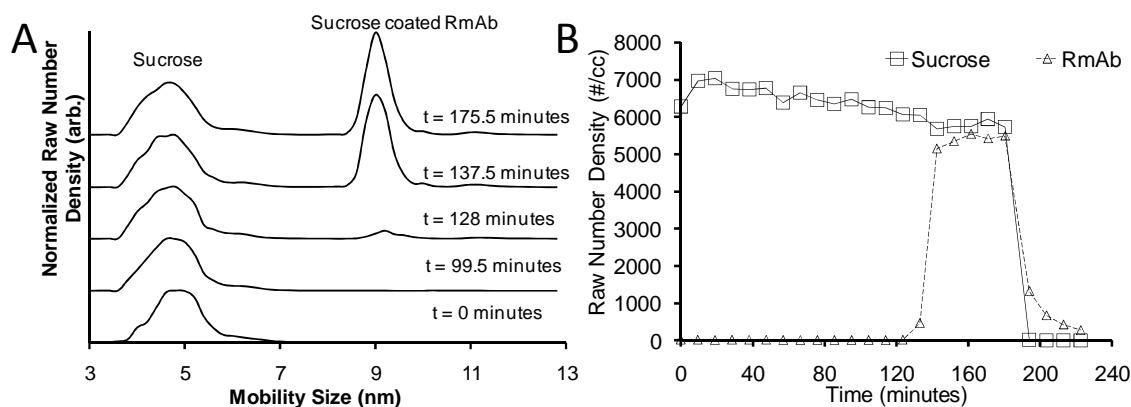 A
Normalized Raw Number
Density (arb.)
Sucrose
Sucrose coated RmAb
t = 175.5 minutes
t = 137.5 minutes
t = 128 minutes
t = 99.5 minutes
t = 0 minutes
3 5 7 9 11 13
Mobility Size (nm)
B
Raw Number Density (#/cc)
8000
7000
6000
5000
4000
3000
2000
1000
0
Sucrose RmAb
0 40 80 120 160 200 240
Time (minutes)